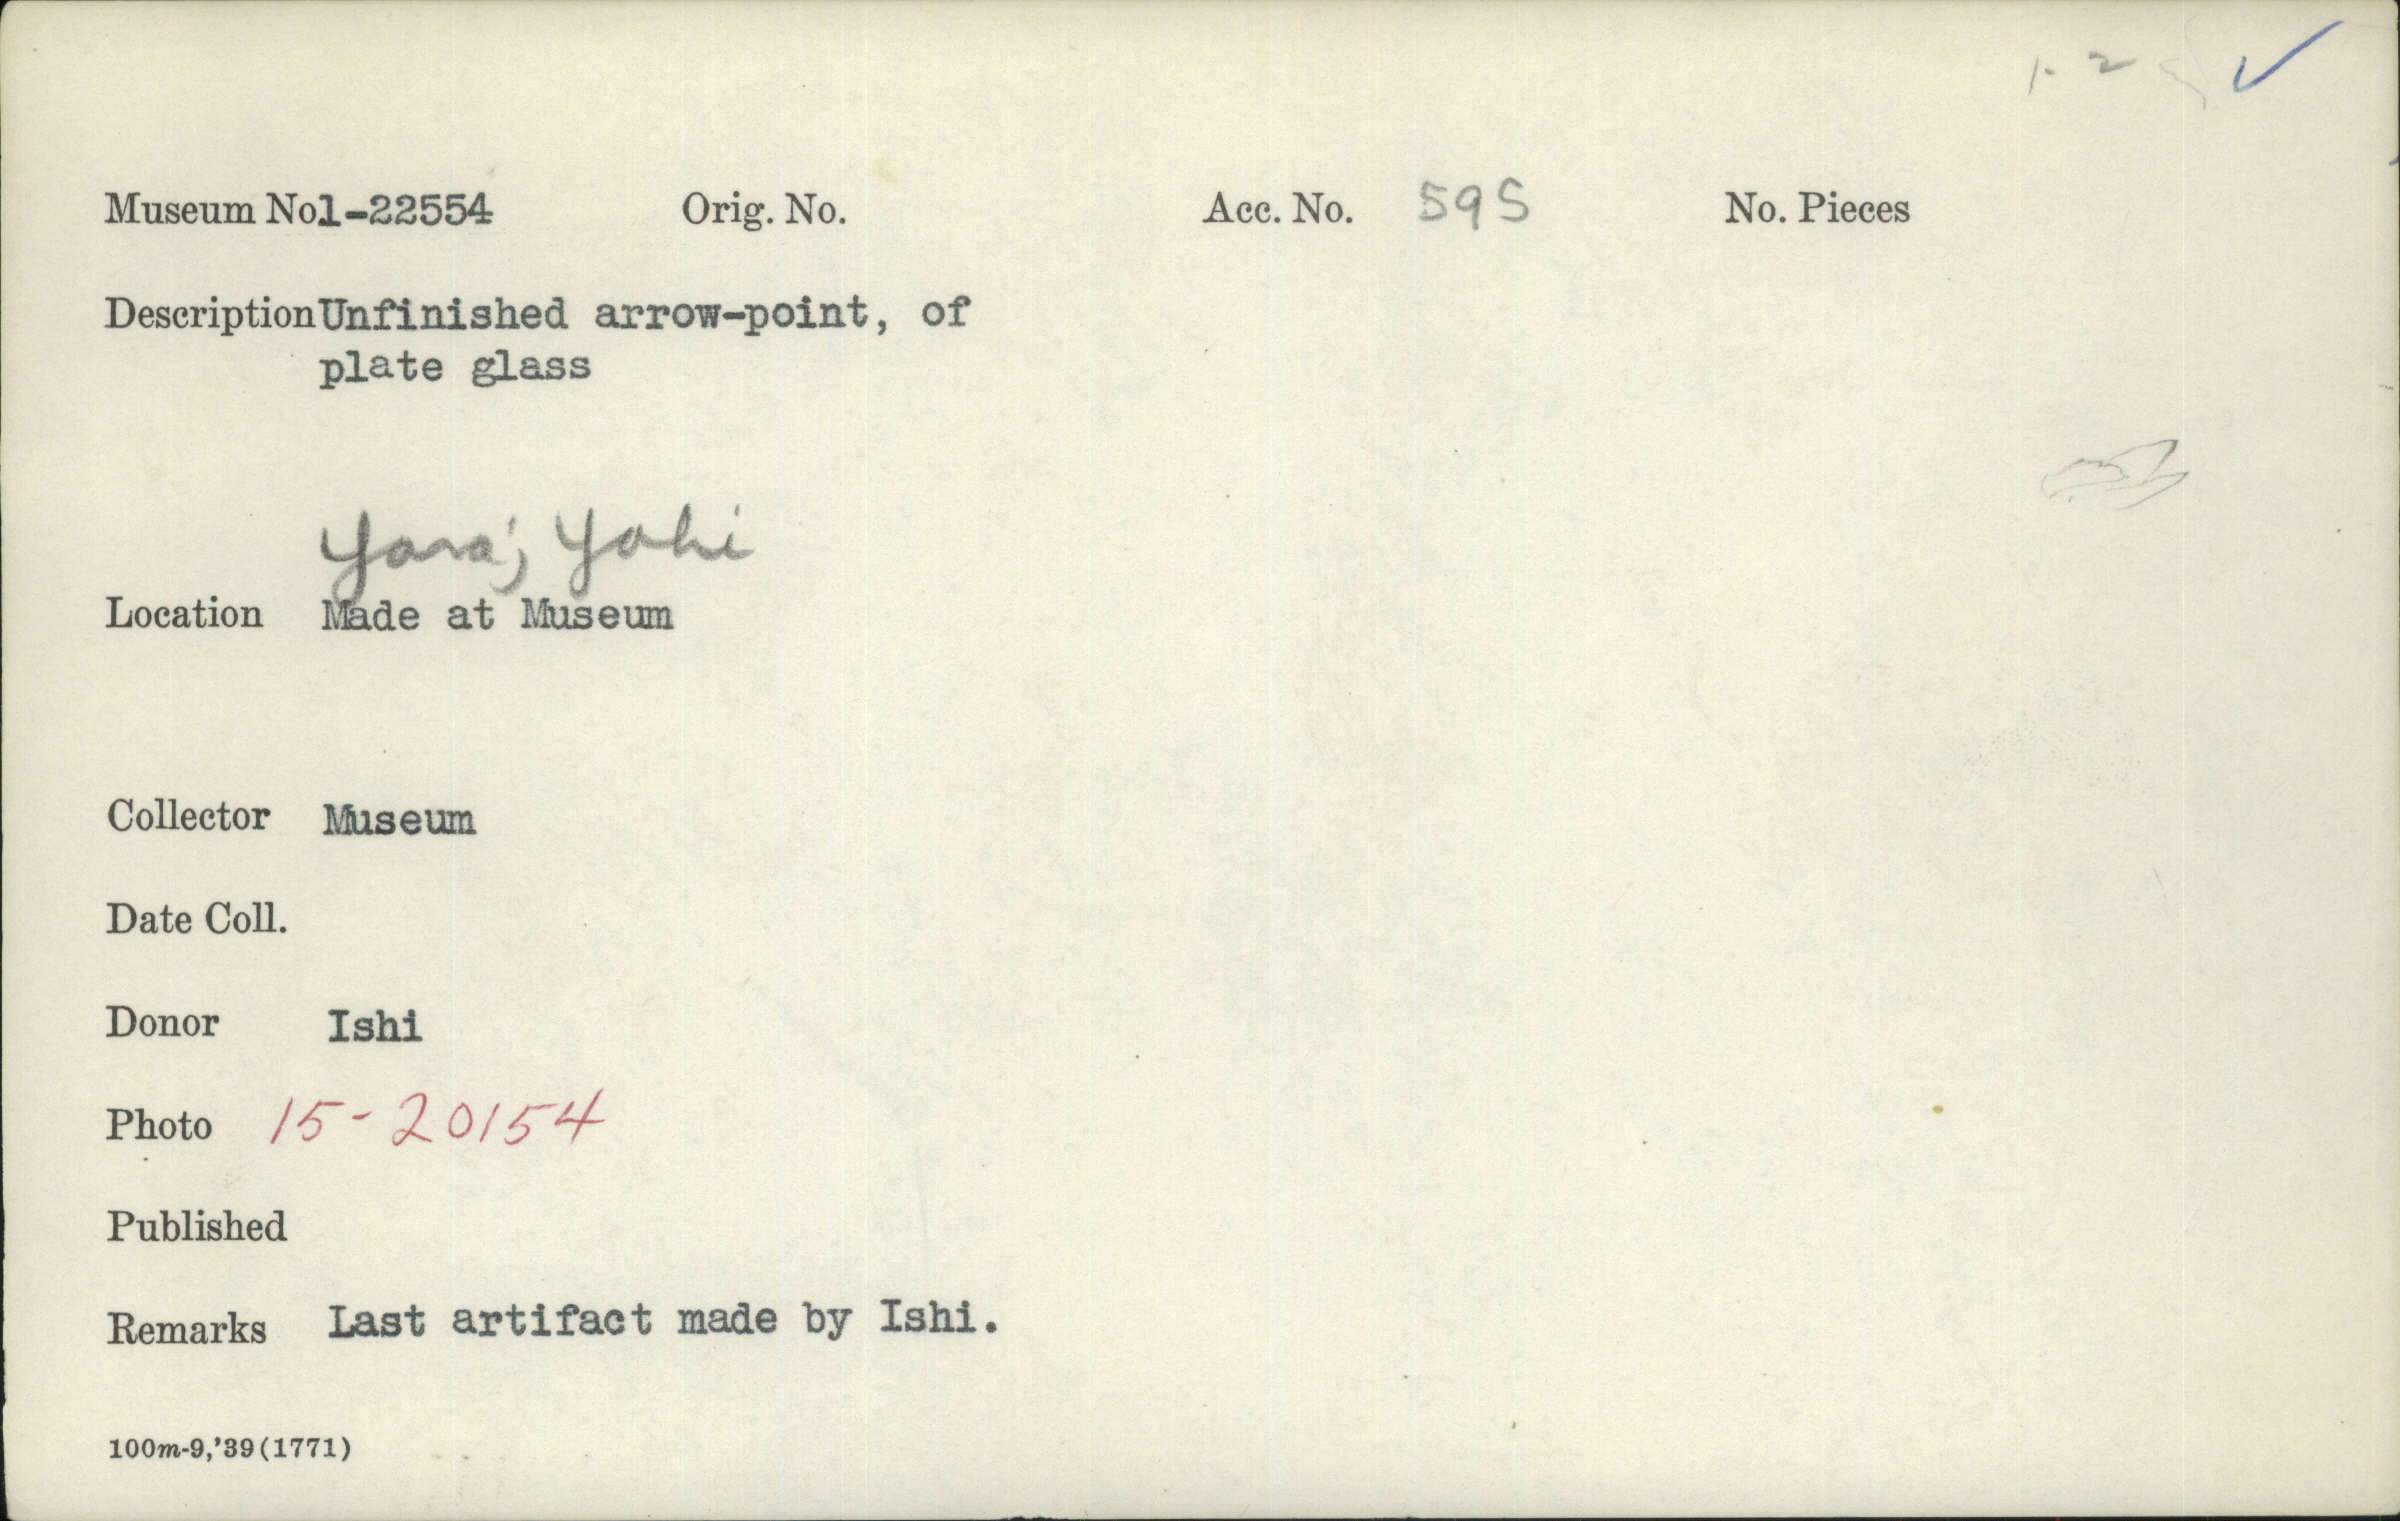 1-2
Museum No 1-22554 Orig. No. Acc. No. 595 No. Pieces
Description Unfinished arrow-point, of
plate glass
Yana; Yahi
Location Made at Museum
Collector Museum
Date Coll.
Donor Ishi
Photo 15-20154
Published
Remarks Last artifact made by Ishi.
100m-9,'39(1771)